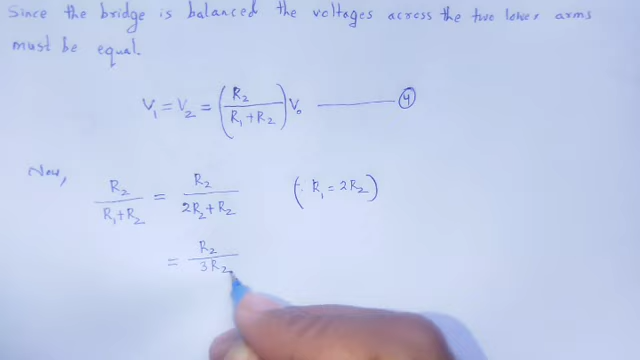 Since the bridge is balanced the voltages across the two lower arms
must be equal.
V₁ = V₂ = (R₂ / (R₁ + R₂)) V₀ ——— ④
Now,
R₂ / (R₁ + R₂) = R₂ / (2R₂ + R₂) (∵ R₁ = 2R₂)
= R₂ / 3R₂